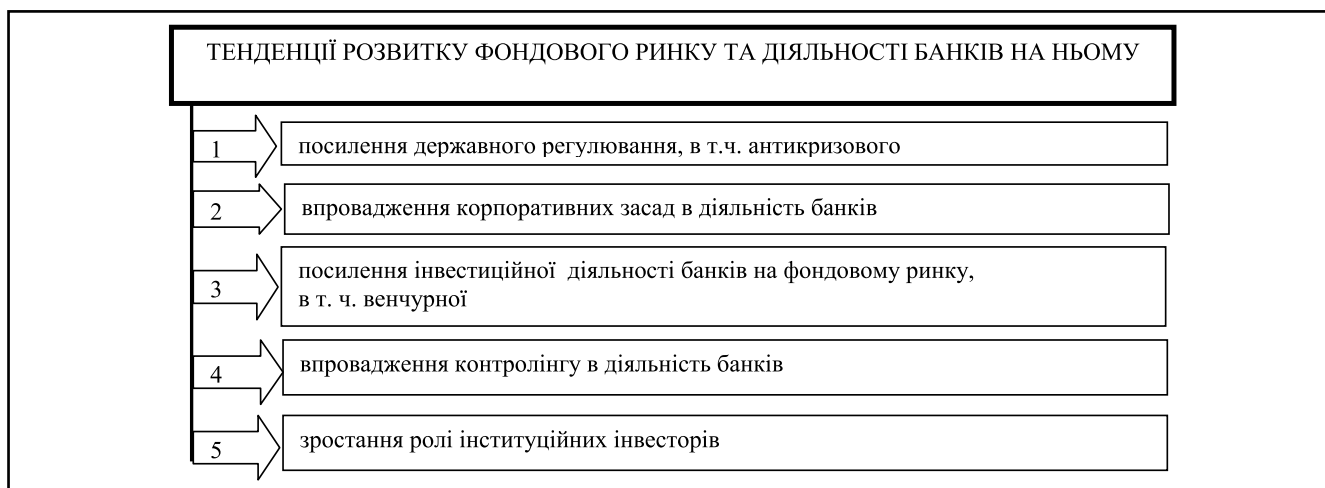 ТЕНДЕНЦІЇ РОЗВИТКУ ФОНДОВОГО РИНКУ ТА ДІЯЛЬНОСТІ БАНКІВ НА НЬОМУ
1 посилення державного регулювання, в т.ч. антикризового
2 впровадження корпоративних засад в діяльність банків
3 посилення інвестиційної діяльності банків на фондовому ринку,
в т. ч. венчурної
4 впровадження контролінгу в діяльність банків
5 зростання ролі інституційних інвесторів